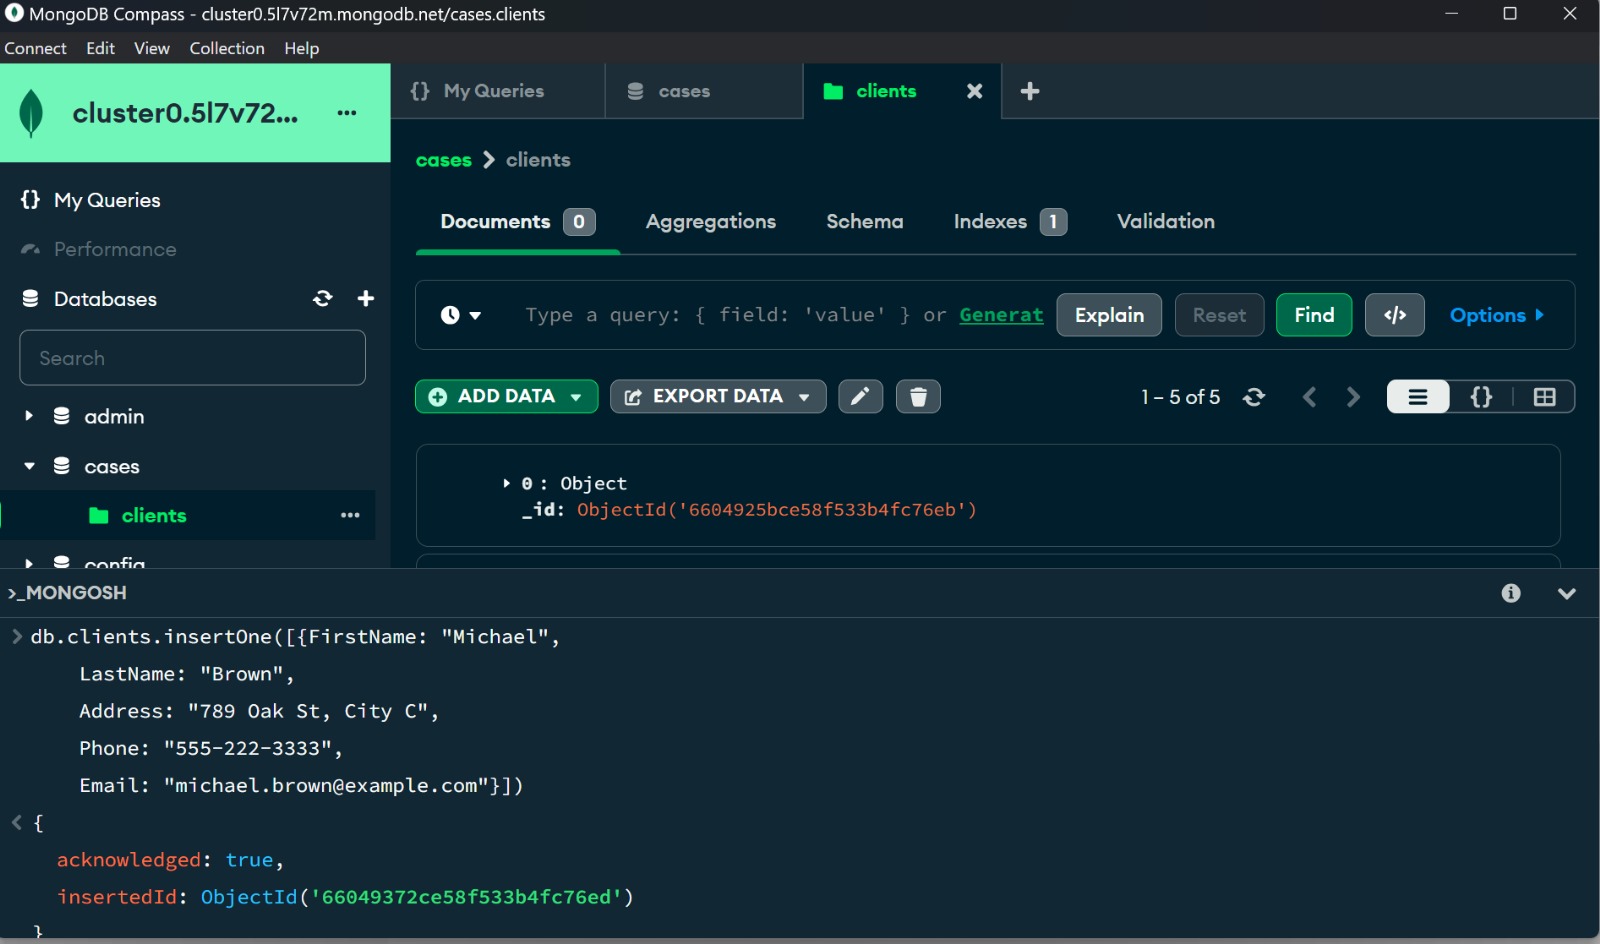 MongoDB Compass - cluster0.5l7v72m.mongodb.net/cases.clients
Connect Edit View Collection Help
cluster0.5l7v72... ...
{} My Queries
cases
clients
My Queries
Performance
Databases
Search
admin
cases
clients ...
config
cases > clients
Documents 0 Aggregations Schema Indexes 1 Validation
Type a query: { field: 'value' } or Generat Explain Reset Find </> Options
ADD DATA EXPORT DATA 1 – 5 of 5 {}
0 : Object
_id: ObjectId('6604925bce58f533b4fc76eb')
>_MONGOSH
> db.clients.insertOne([{FirstName: "Michael",
LastName: "Brown",
Address: "789 Oak St, City C",
Phone: "555-222-3333",
Email: "michael.brown@example.com"}])
< {
acknowledged: true,
insertedId: ObjectId('66049372ce58f533b4fc76ed')
}